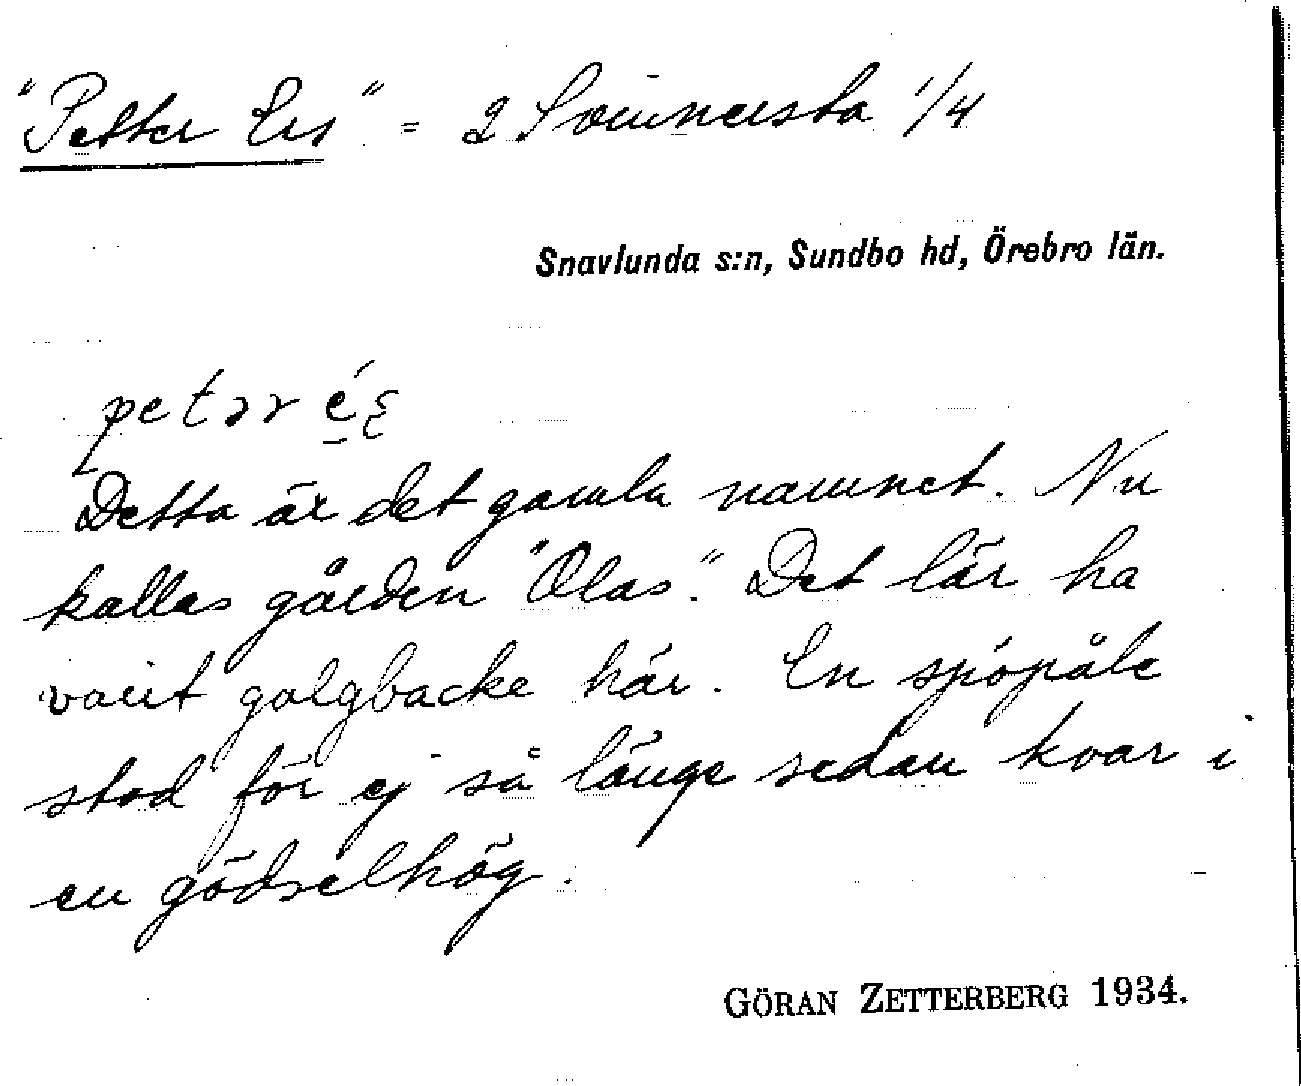 "Petter Ers" = 2 Svinnersta 1/4
Snavlunda s:n, Sundbo hd, Örebro län.
petər
Detta är det gamla namnet. Nu
kallas gården "Olas". Det lär ha
varit galgbacke här. En spöpåle
stod för ej så länge sedan kvar i
en gödselhög.
GÖRAN ZETTERBERG 1934.